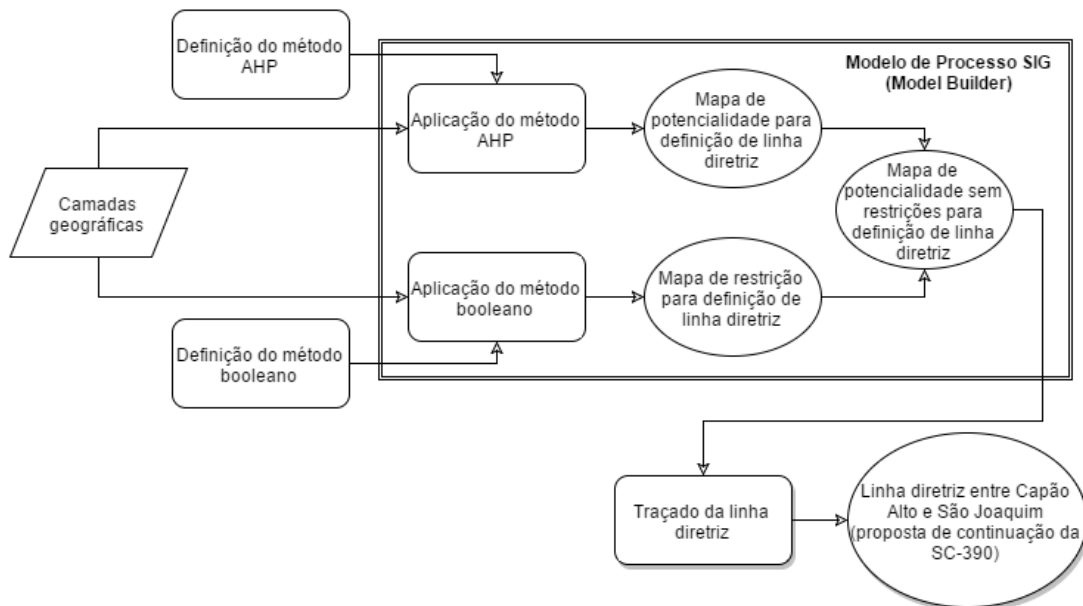 Definição do método
AHP
Modelo de Processo SIG
(Model Builder)
Aplicação do método
AHP
Mapa de
potencialidade para
definição de linha
diretriz
Mapa de
potencialidade sem
restrições para
definição de linha
diretriz
Camadas
geográficas
Aplicação do método
booleano
Mapa de restrição
para definição de
linha diretriz
Definição do método
booleano
Traçado da linha
diretriz
Linha diretriz entre Capão
Alto e São Joaquim
(proposta de continuação da
SC-390)